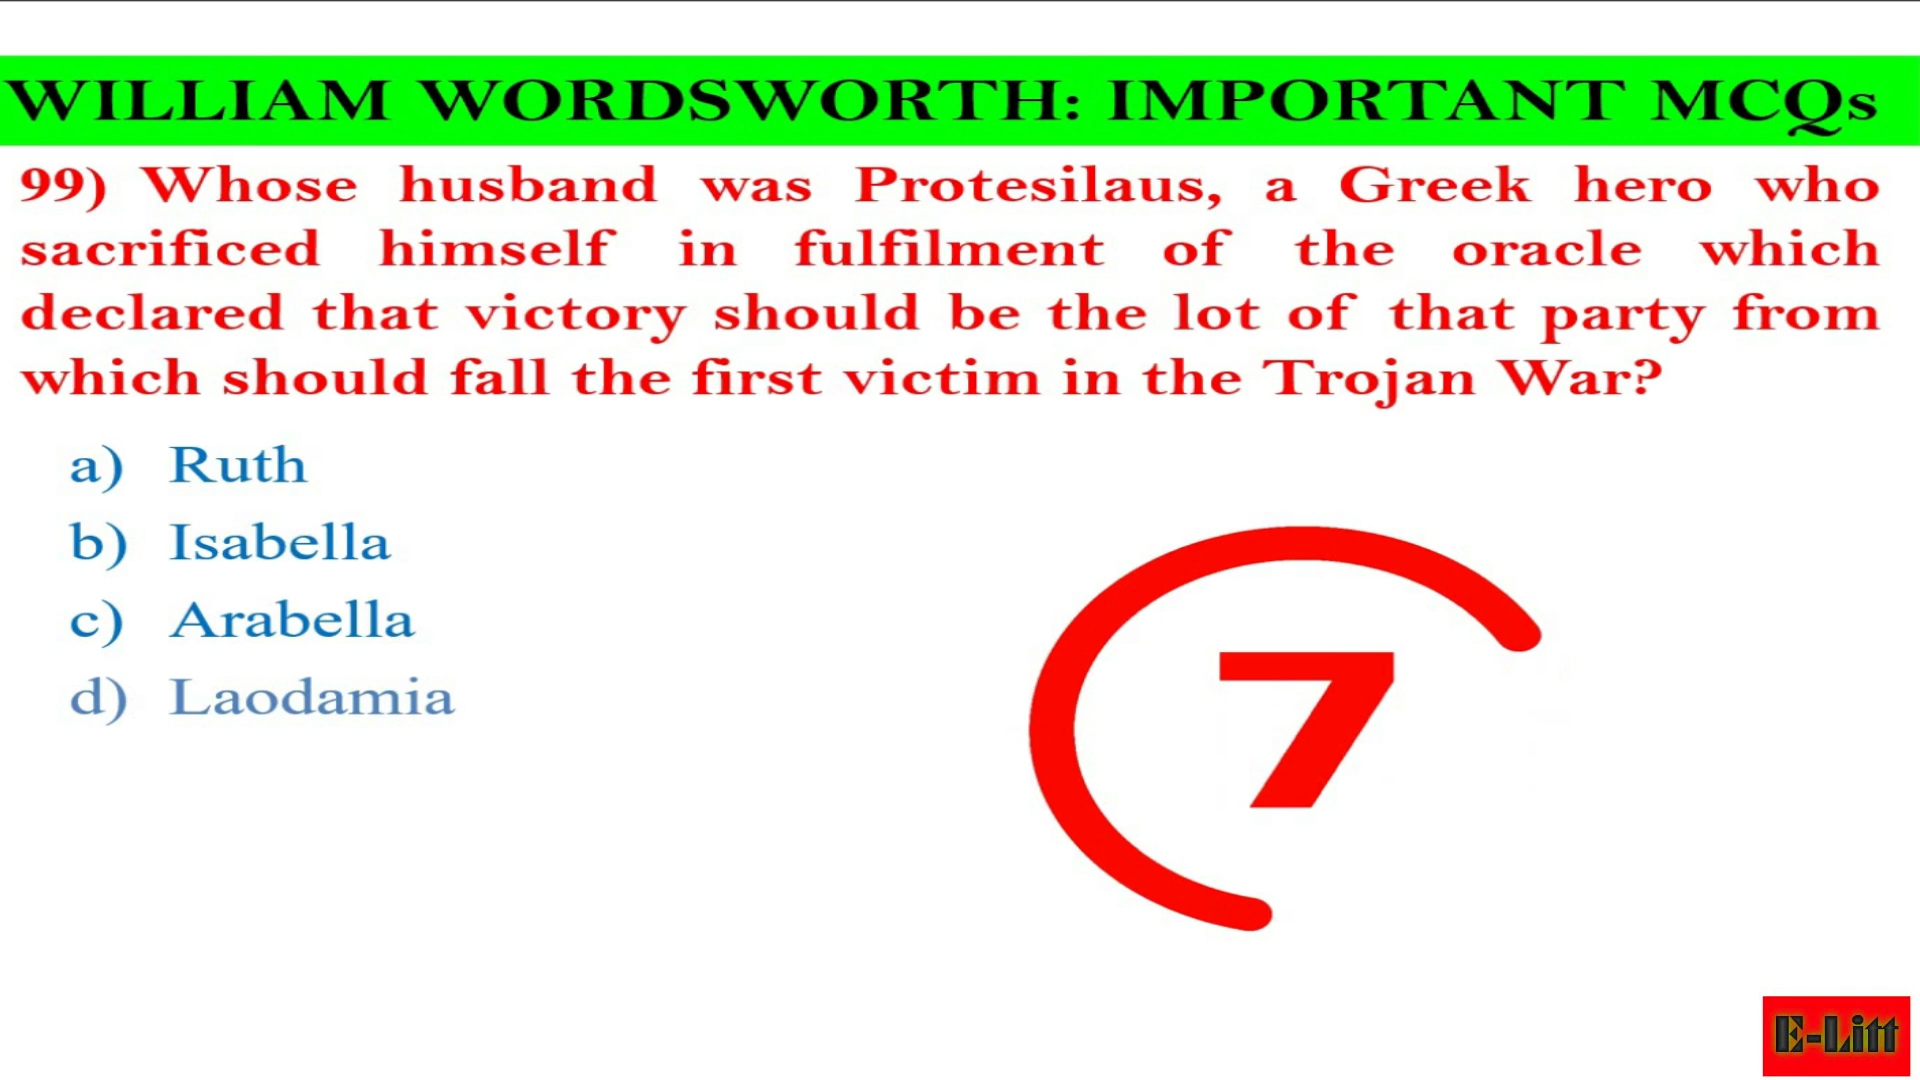 WILLIAM WORDSWORTH: IMPORTANT MCQs
99) Whose husband was Protesilaus, a Greek hero who
sacrificed himself in fulfilment of the oracle which
declared that victory should be the lot of that party from
which should fall the first victim in the Trojan War?
a) Ruth
b) Isabella
c) Arabella
d) Laodamia
7
E-Litt